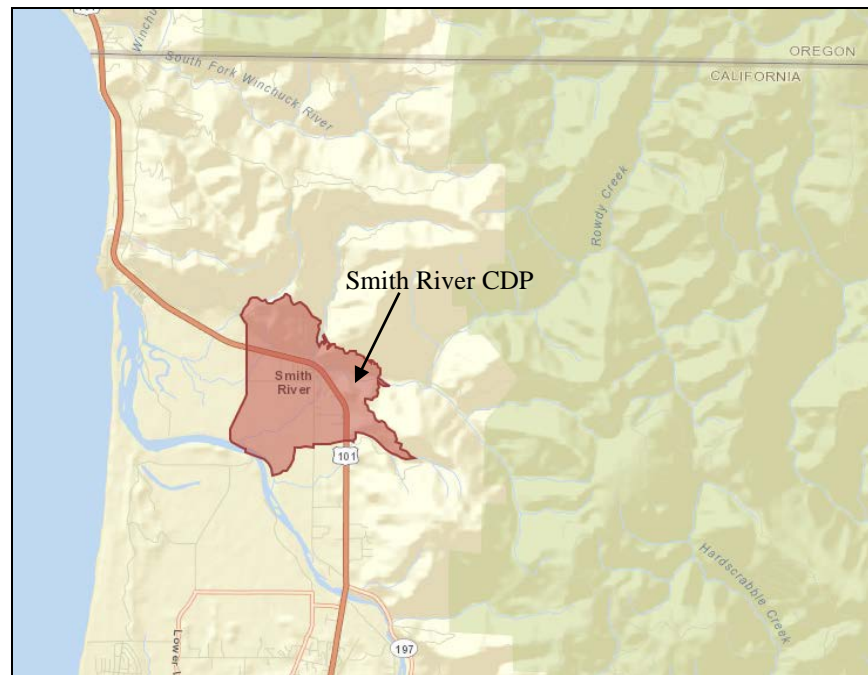 Winchuck
South Fork Winchuck River
OREGON
CALIFORNIA
Rowdy Creek
Smith River CDP
Smith
River
101
Hardscrabble Creek
Lower
197